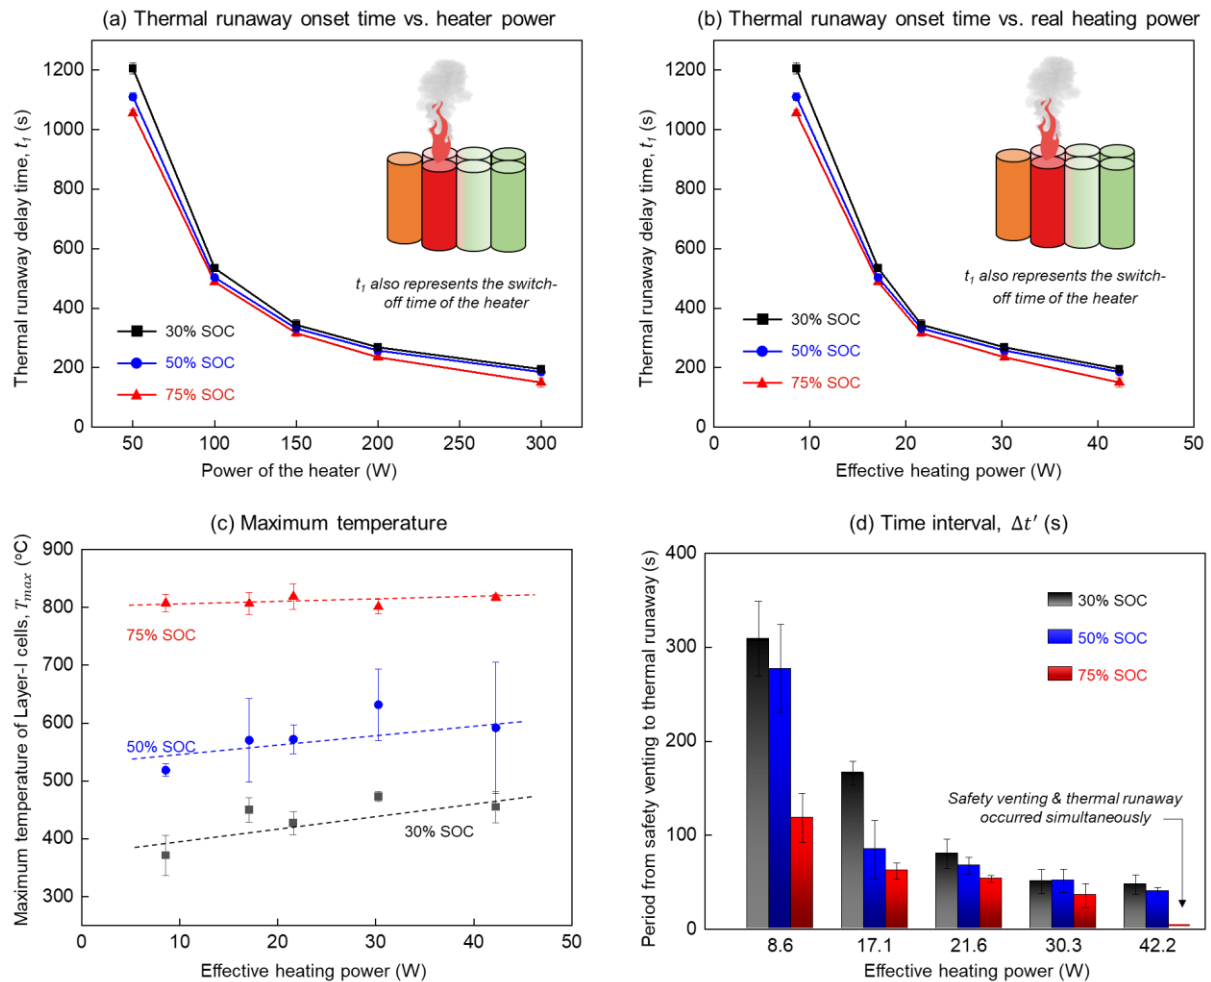 (a) Thermal runaway onset time vs. heater power
Thermal runaway delay time, t₁ (s)
1200
1000
800
600
400
200
0
t₁ also represents the switch-
off time of the heater
30% SOC
50% SOC
75% SOC
50 100 150 200 250 300
Power of the heater (W)
(b) Thermal runaway onset time vs. real heating power
Thermal runaway delay time, t₁ (s)
1200
1000
800
600
400
200
0
t₁ also represents the switch-
off time of the heater
30% SOC
50% SOC
75% SOC
0 10 20 30 40 50
Effective heating power (W)
(c) Maximum temperature
Maximum temperature of Layer-I cells, Tmax (°C)
900
800
700
600
500
400
300
75% SOC
50% SOC
30% SOC
0 10 20 30 40 50
Effective heating power (W)
(d) Time interval, Δt′ (s)
Period from safety venting to thermal runaway (s)
400
300
200
100
0
30% SOC
50% SOC
75% SOC
Safety venting & thermal runaway
occurred simultaneously
8.6 17.1 21.6 30.3 42.2
Effective heating power (W)